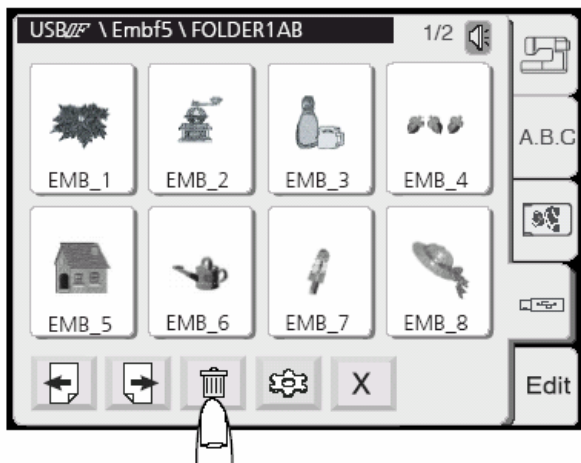 USB \ Embf5 \ FOLDER1AB 1/2
EMB_1 EMB_2 EMB_3 EMB_4
A.B.C
EMB_5 EMB_6 EMB_7 EMB_8
X
Edit